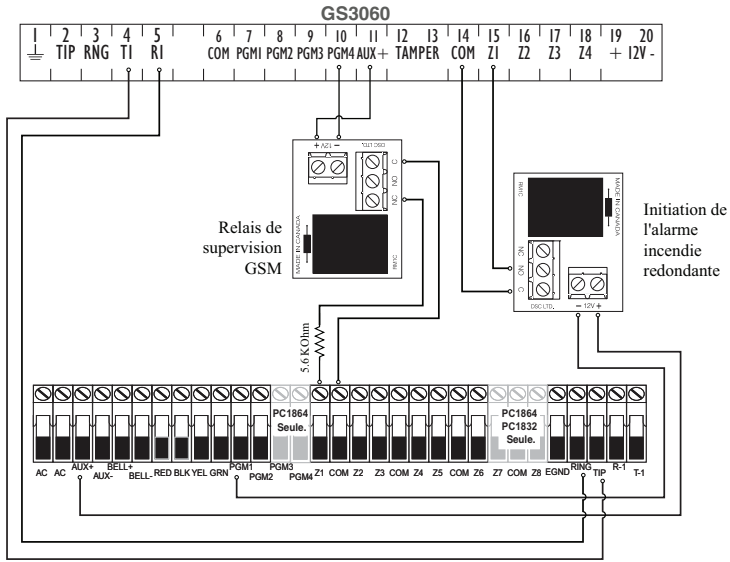 GS3060
1 2 3 4 5 6 7 8 9 10 11 12 13 14 15 16 17 18 19 20
TIP RNG T1 R1 COM PGM1 PGM2 PGM3 PGM4 AUX+ TAMPER COM Z1 Z2 Z3 Z4 + 12V -
+ 12V -
DSC LTD.
C
NO
NC
MADE IN CANADA
RM1C
Relais de
supervision
GSM
RM1C
MADE IN CANADA
NC
NO
C
DSC LTD.
- 12V +
Initiation de
l'alarme
incendie
redondante
5.6 KOhm
PC1864
Seule.
PC1864
PC1832
Seule.
AC AC AUX+ AUX- BELL+ BELL- RED BLK YEL GRN PGM1 PGM2 PGM3 PGM4 Z1 COM Z2 Z3 COM Z4 Z5 COM Z6 Z7 COM Z8 EGND RING TIP R-1 T-1